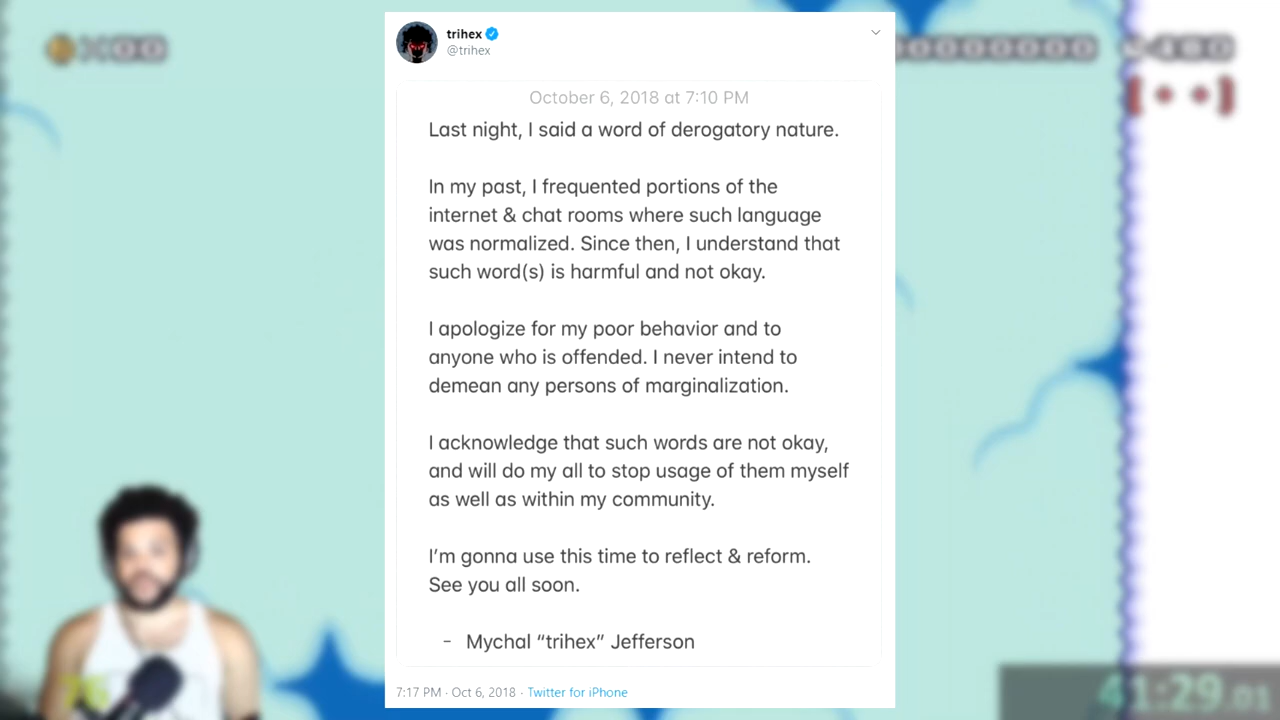 trihex
@trihex
October 6, 2018 at 7:10 PM
Last night, I said a word of derogatory nature.
In my past, I frequented portions of the
internet & chat rooms where such language
was normalized. Since then, I understand that
such word(s) is harmful and not okay.
I apologize for my poor behavior and to
anyone who is offended. I never intend to
demean any persons of marginalization.
I acknowledge that such words are not okay,
and will do my all to stop usage of them myself
as well as within my community.
I'm gonna use this time to reflect & reform.
See you all soon.
- Mychal “trihex” Jefferson
7:17 PM · Oct 6, 2018 · Twitter for iPhone
76
41:29.01